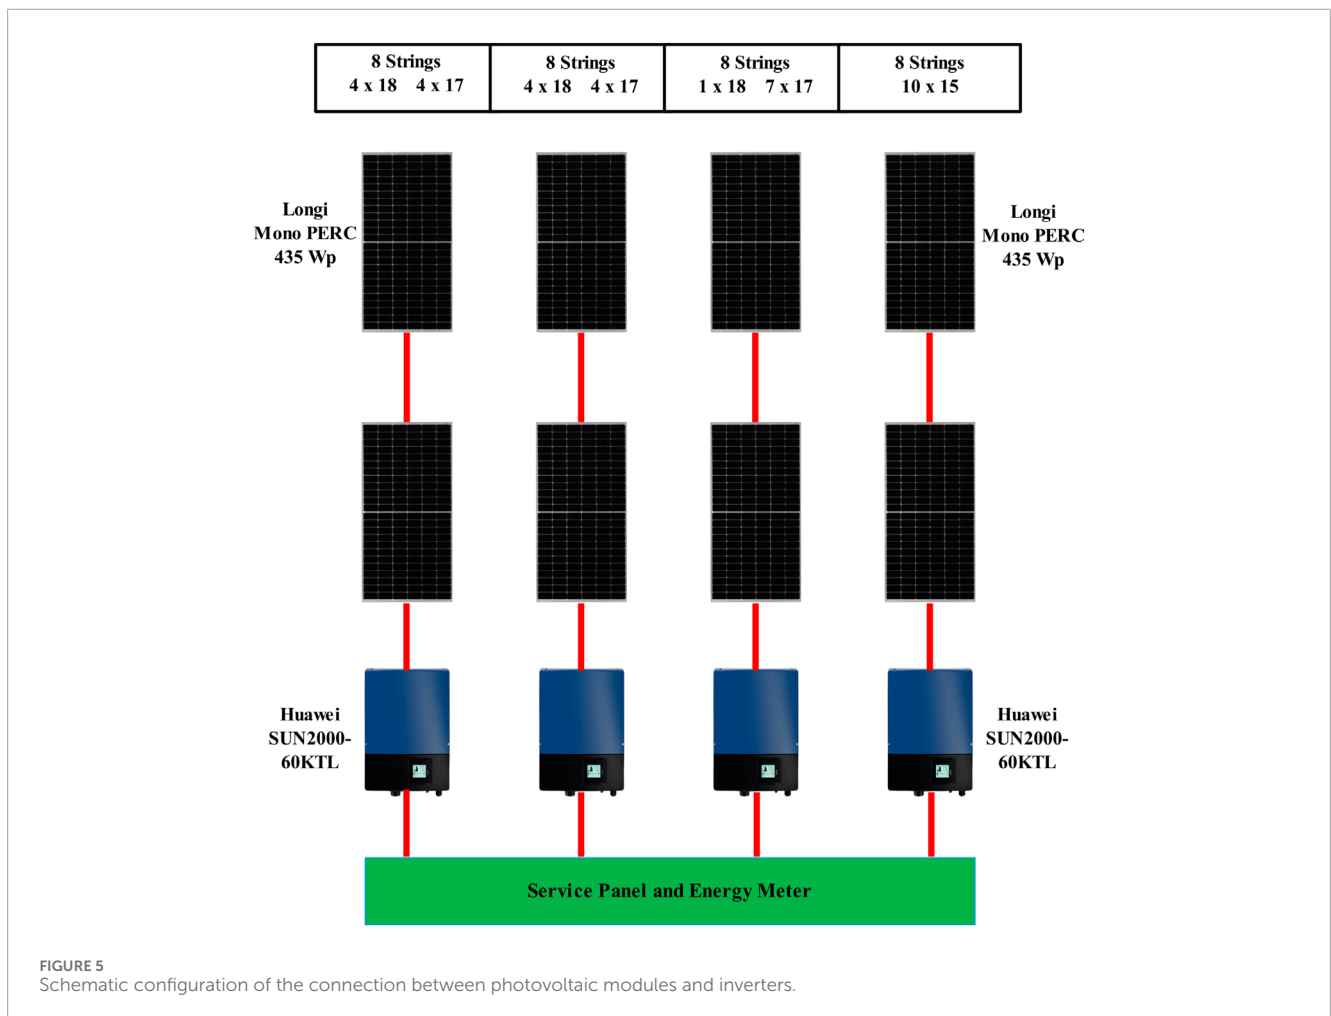 8 Strings
4 x 18 4 x 17
8 Strings
4 x 18 4 x 17
8 Strings
1 x 18 7 x 17
8 Strings
10 x 15
Longi
Mono PERC
435 Wp
Longi
Mono PERC
435 Wp
Huawei
SUN2000-
60KTL
Huawei
SUN2000-
60KTL
Service Panel and Energy Meter
FIGURE 5
Schematic configuration of the connection between photovoltaic modules and inverters.